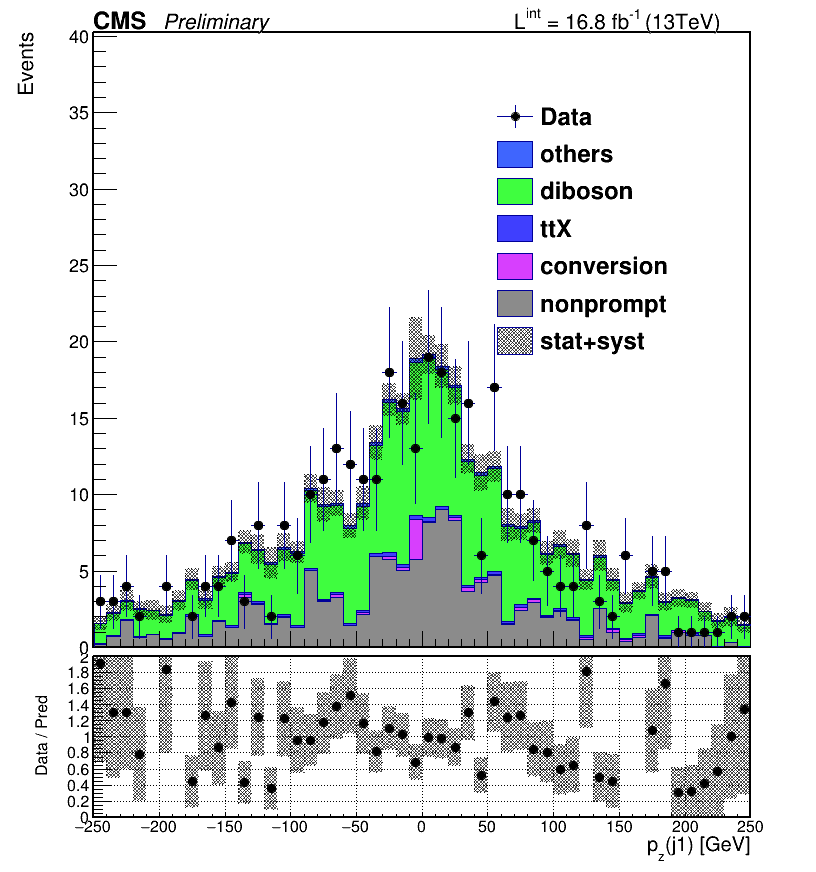 CMS Preliminary L^int = 16.8 fb^-1 (13TeV)
Events
40
35
30
25
20
15
10
5
0
Data
others
diboson
ttX
conversion
nonprompt
stat+syst
Data / Pred
2
1.8
1.6
1.4
1.2
1
0.8
0.6
0.4
0.2
0
−250 −200 −150 −100 −50 0 50 100 150 200 250
p_z(j1) [GeV]